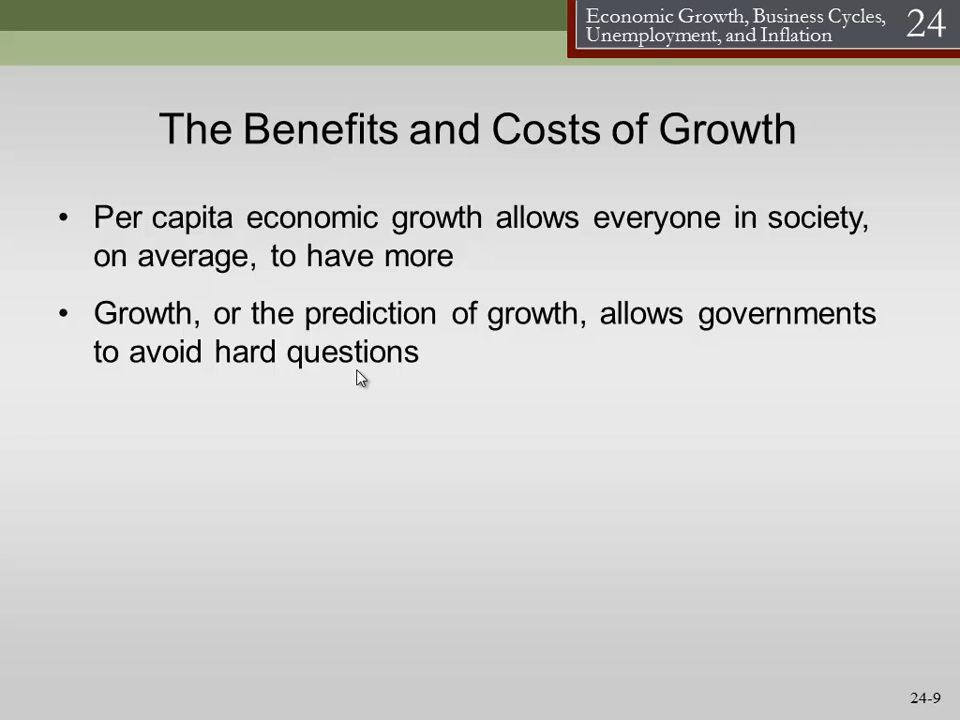 Economic Growth, Business Cycles,
Unemployment, and Inflation
24
The Benefits and Costs of Growth
• Per capita economic growth allows everyone in society,
on average, to have more
• Growth, or the prediction of growth, allows governments
to avoid hard questions
24-9